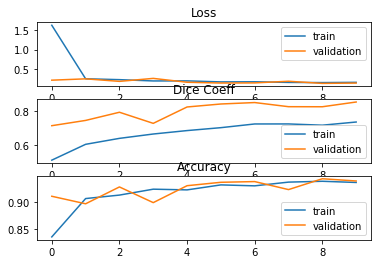 Loss
1.5
1.0
0.5
train
validation
0 2 4 6 8
Dice Coeff
0.8
0.6
train
validation
0 2 4 6 8
Accuracy
0.90
0.85
train
validation
0 2 4 6 8